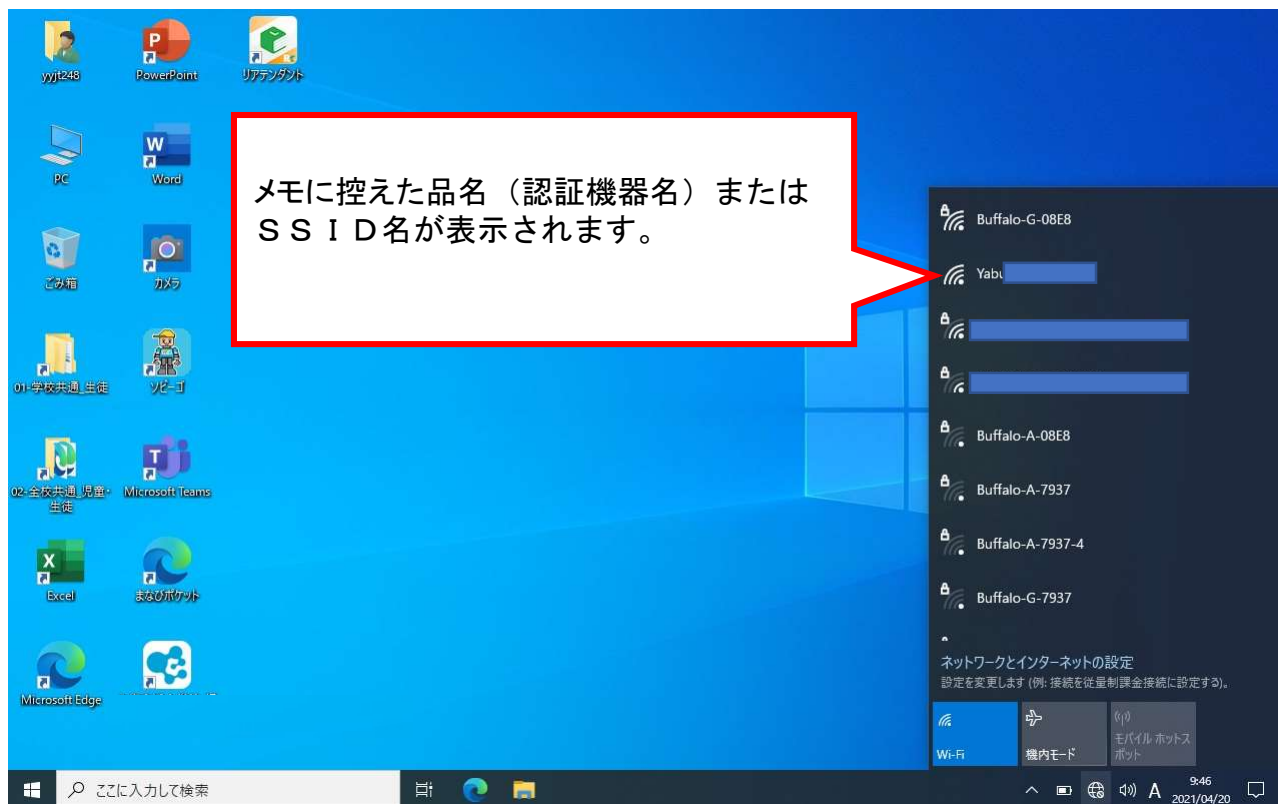 yyjt248
PowerPoint
リアテンダント
PC
Word
ごみ箱
カメラ
01-学校共通_生徒
ソビーゴ
02-全校共通_児童・
生徒
Microsoft Teams
Excel
まなびポケット
Microsoft Edge
メモに控えた品名（認証機器名）または
ＳＳＩＤ名が表示されます。
Buffalo-G-08E8
Yabu
Buffalo-A-08E8
Buffalo-A-7937
Buffalo-A-7937-4
Buffalo-G-7937
ネットワークとインターネットの設定
設定を変更します (例: 接続を従量制課金接続に設定する)。
Wi-Fi
機内モード
モバイル ホットス
ポット
ここに入力して検索
A
9:46
2021/04/20